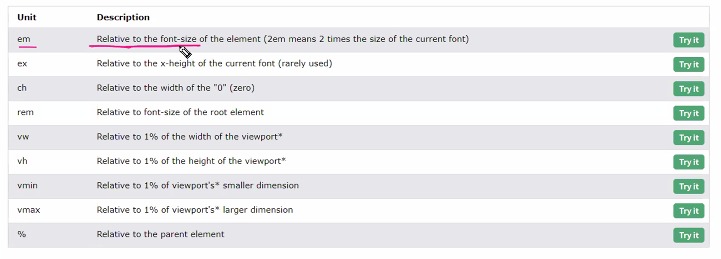 Unit Description
em Relative to the font-size of the element (2em means 2 times the size of the current font) Try it
ex Relative to the x-height of the current font (rarely used) Try it
ch Relative to the width of the "0" (zero) Try it
rem Relative to font-size of the root element Try it
vw Relative to 1% of the width of the viewport* Try it
vh Relative to 1% of the height of the viewport* Try it
vmin Relative to 1% of viewport's* smaller dimension Try it
vmax Relative to 1% of viewport's* larger dimension Try it
% Relative to the parent element Try it